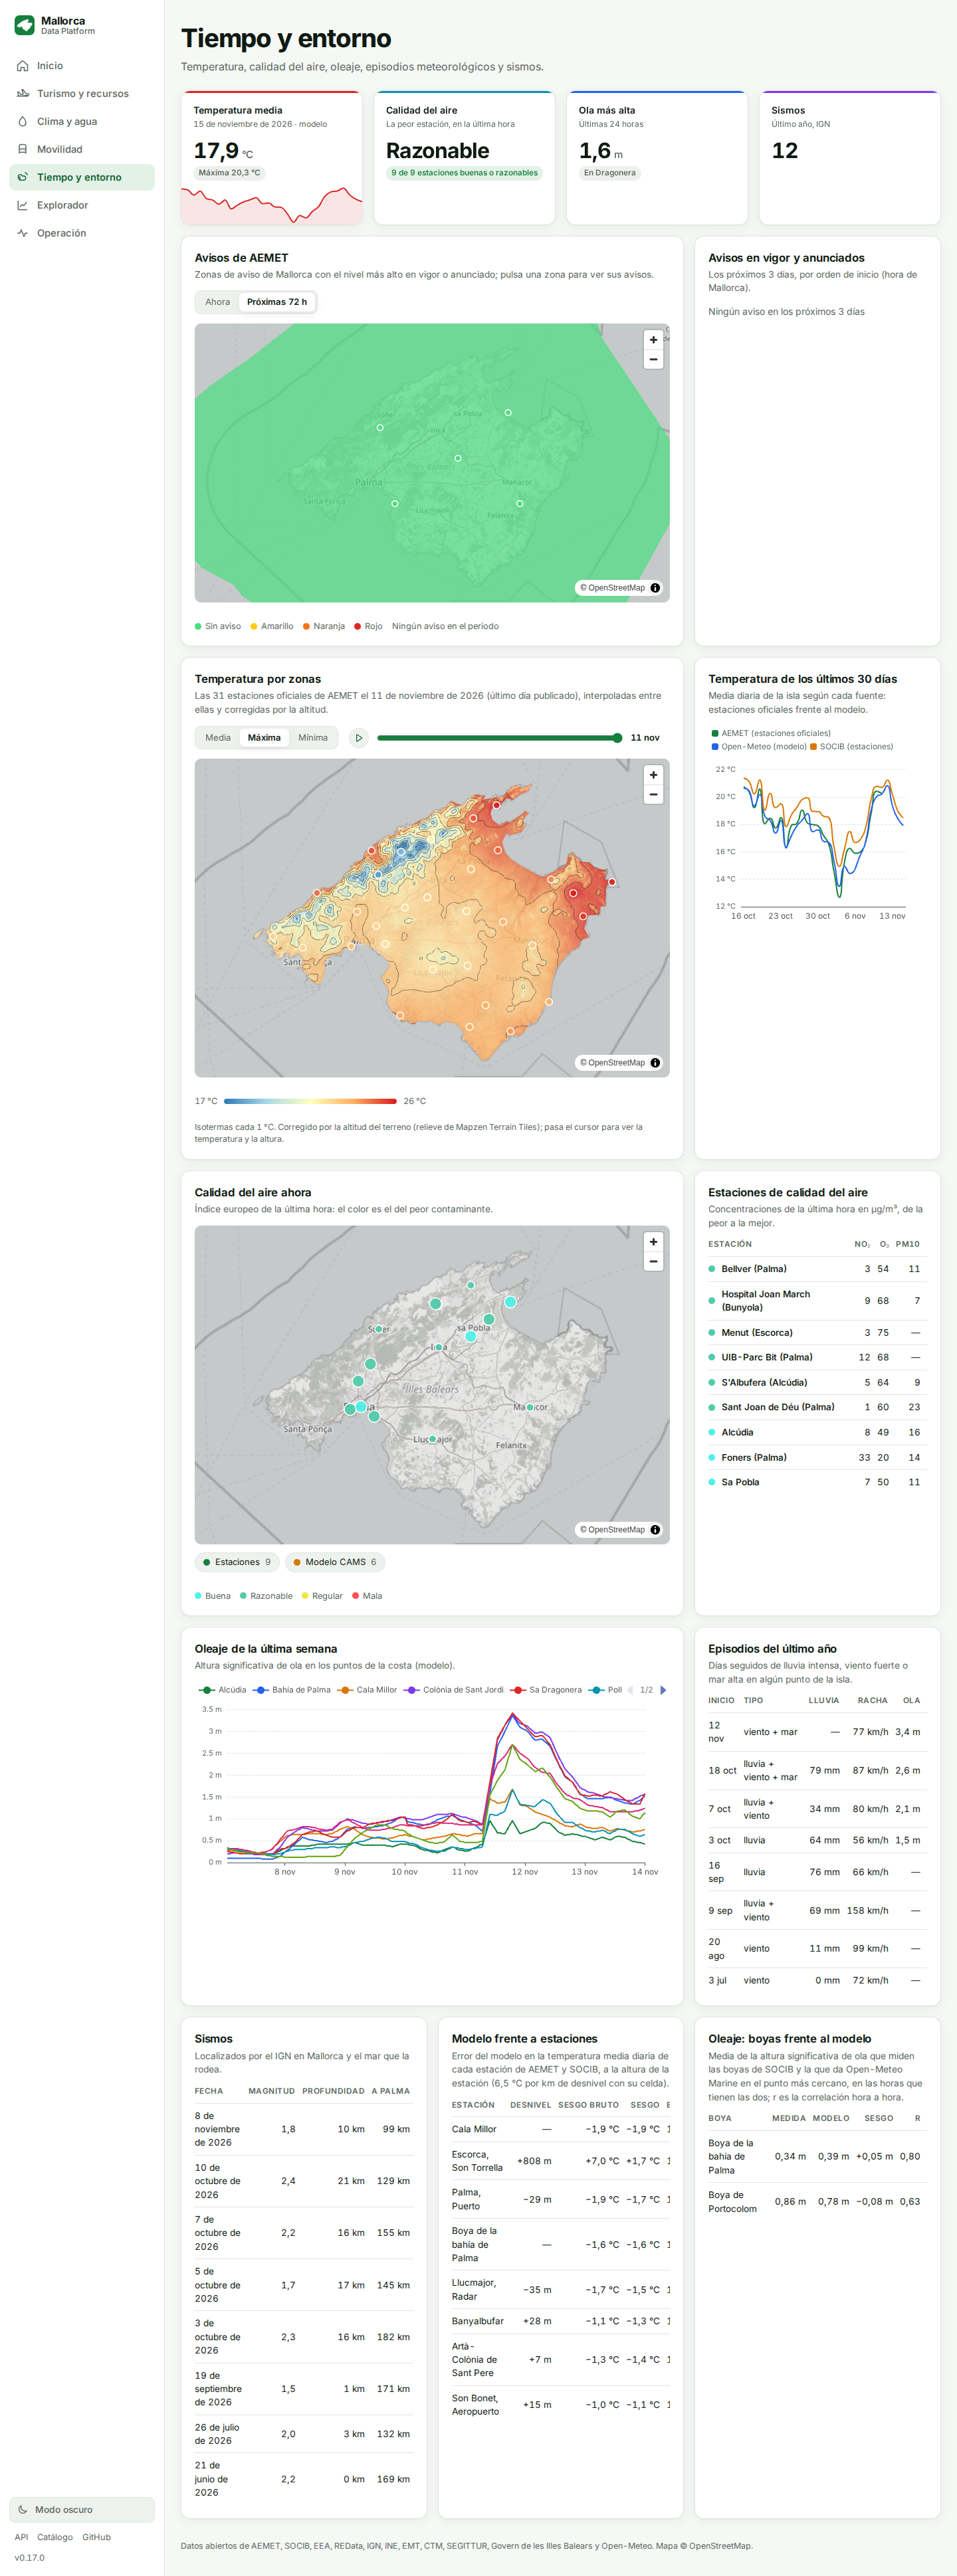 Mallorca
Data Platform
Inicio
Turismo y recursos
Clima y agua
Movilidad
Tiempo y entorno
Explorador
Operación
Modo oscuro
API Catálogo GitHub
v0.17.0
Tiempo y entorno
Temperatura, calidad del aire, oleaje, episodios meteorológicos y sismos.
Temperatura media
15 de noviembre de 2026 · modelo
17,9 °C
Máxima 20,3 °C
Calidad del aire
La peor estación, en la última hora
Razonable
9 de 9 estaciones buenas o razonables
Ola más alta
Últimas 24 horas
1,6 m
En Dragonera
Sismos
Último año, IGN
12
Avisos de AEMET
Zonas de aviso de Mallorca con el nivel más alto en vigor o anunciado; pulsa una zona para ver sus avisos.
Ahora Próximas 72 h
+
−
Sóller
sa Pobla
Inca
Illes Balears
Palma
Manacor
Santa Ponça
Llucmajor
Felanitx
© OpenStreetMap
Sin aviso Amarillo Naranja Rojo Ningún aviso en el periodo
Avisos en vigor y anunciados
Los próximos 3 días, por orden de inicio (hora de
Mallorca).
Ningún aviso en los próximos 3 días
Temperatura por zonas
Las 31 estaciones oficiales de AEMET el 11 de noviembre de 2026 (último día publicado), interpoladas entre
ellas y corregidas por la altitud.
Media Máxima Mínima 11 nov
+
−
© OpenStreetMap
17 °C 26 °C
Isotermas cada 1 °C. Corregido por la altitud del terreno (relieve de Mapzen Terrain Tiles); pasa el cursor para ver la
temperatura y la altura.
Temperatura de los últimos 30 días
Media diaria de la isla según cada fuente:
estaciones oficiales frente al modelo.
AEMET (estaciones oficiales)
Open-Meteo (modelo) SOCIB (estaciones)
22 °C
20 °C
18 °C
16 °C
14 °C
12 °C
16 oct 23 oct 30 oct 6 nov 13 nov
Calidad del aire ahora
Índice europeo de la última hora: el color es el del peor contaminante.
+
−
sa Pobla
Illes Balears
Santa Ponça
Felanitx
© OpenStreetMap
Estaciones 9 Modelo CAMS 6
Buena Razonable Regular Mala
Estaciones de calidad del aire
Concentraciones de la última hora en µg/m³, de la
peor a la mejor.
ESTACIÓN NO₂ O₃ PM10
Bellver (Palma) 3 54 11
Hospital Joan March
(Bunyola) 9 68 7
Menut (Escorca) 3 75 —
UIB-Parc Bit (Palma) 12 68 —
S'Albufera (Alcúdia) 5 64 9
Sant Joan de Déu (Palma) 1 60 23
Alcúdia 8 49 16
Foners (Palma) 33 20 14
Sa Pobla 7 50 11
Oleaje de la última semana
Altura significativa de ola en los puntos de la costa (modelo).
Alcúdia Bahía de Palma Cala Millor Colònia de Sant Jordi Sa Dragonera Poll 1/2
3.5 m
3 m
2.5 m
2 m
1.5 m
1 m
0.5 m
0 m
8 nov 9 nov 10 nov 11 nov 12 nov 13 nov 14 nov
Episodios del último año
Días seguidos de lluvia intensa, viento fuerte o
mar alta en algún punto de la isla.
INICIO TIPO LLUVIA RACHA OLA
12
nov viento + mar — 77 km/h 3,4 m
18 oct lluvia +
viento + mar 79 mm 87 km/h 2,6 m
7 oct lluvia +
viento 34 mm 80 km/h 2,1 m
3 oct lluvia 64 mm 56 km/h 1,5 m
16
sep lluvia 76 mm 66 km/h —
9 sep lluvia +
viento 69 mm 158 km/h —
20
ago viento 11 mm 99 km/h —
3 jul viento 0 mm 72 km/h —
Sismos
Localizados por el IGN en Mallorca y el mar que la
rodea.
FECHA MAGNITUD PROFUNDIDAD A PALMA
8 de
noviembre
de 2026 1,8 10 km 99 km
10 de
octubre de
2026 2,4 21 km 129 km
7 de
octubre de
2026 2,2 16 km 155 km
5 de
octubre de
2026 1,7 17 km 145 km
3 de
octubre de
2026 2,3 16 km 182 km
19 de
septiembre
de 2026 1,5 1 km 171 km
26 de julio
de 2026 2,0 3 km 132 km
21 de
junio de
2026 2,2 0 km 169 km
Modelo frente a estaciones
Error del modelo en la temperatura media diaria de
cada estación de AEMET y SOCIB, a la altura de la
estación (6,5 °C por km de desnivel con su celda).
ESTACIÓN DESNIVEL SESGO BRUTO SESGO
Cala Millor — −1,9 °C −1,9 °C
Escorca,
Son Torrella +808 m +7,0 °C +1,7 °C
Palma,
Puerto −29 m −1,9 °C −1,7 °C
Boya de la
bahía de
Palma — −1,6 °C −1,6 °C
Llucmajor,
Radar −35 m −1,7 °C −1,5 °C
Banyalbufar +28 m −1,1 °C −1,3 °C
Artà-
Colònia de
Sant Pere +7 m −1,3 °C −1,4 °C
Son Bonet,
Aeropuerto +15 m −1,0 °C −1,1 °C
Oleaje: boyas frente al modelo
Media de la altura significativa de ola que miden
las boyas de SOCIB y la que da Open-Meteo
Marine en el punto más cercano, en las horas que
tienen las dos; r es la correlación hora a hora.
BOYA MEDIDA MODELO SESGO R
Boya de la
bahía de
Palma 0,34 m 0,39 m +0,05 m 0,80
Boya de
Portocolom 0,86 m 0,78 m −0,08 m 0,63
Datos abiertos de AEMET, SOCIB, EEA, REData, IGN, INE, EMT, CTM, SEGITTUR, Govern de les Illes Balears y Open-Meteo. Mapa © OpenStreetMap.